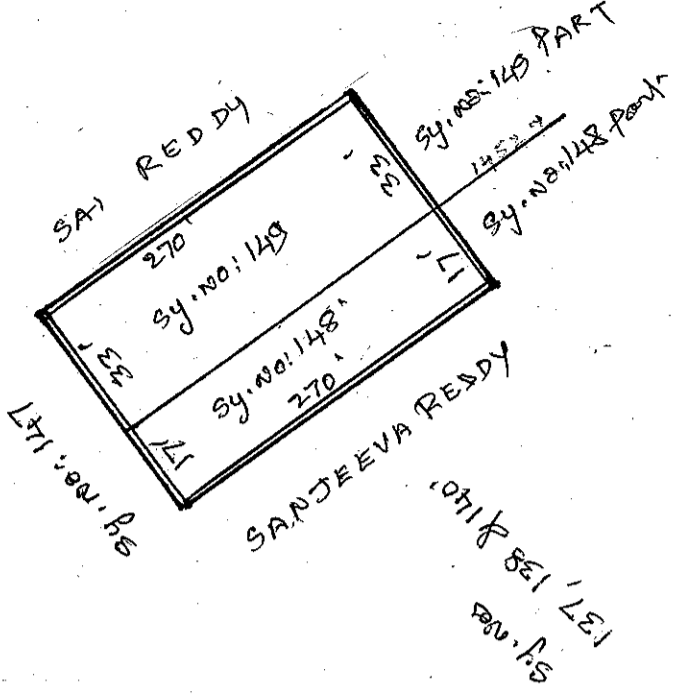 SAI REDDY
Sy. No: 149 PART
Sy. No: 148 Part
270'
33'
Sy. No: 149
17'
33'
Sy. No: 148
270'
17'
Sy. No: 147
SANJEEVA REDDY
Sy. Nos
137, 138 & 140